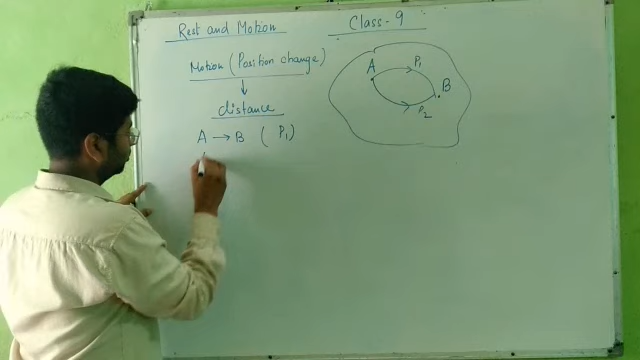 Rest and Motion
Class-9
Motion (Position change)
↓
distance
A → B ( P1)
A
P1
B
P2